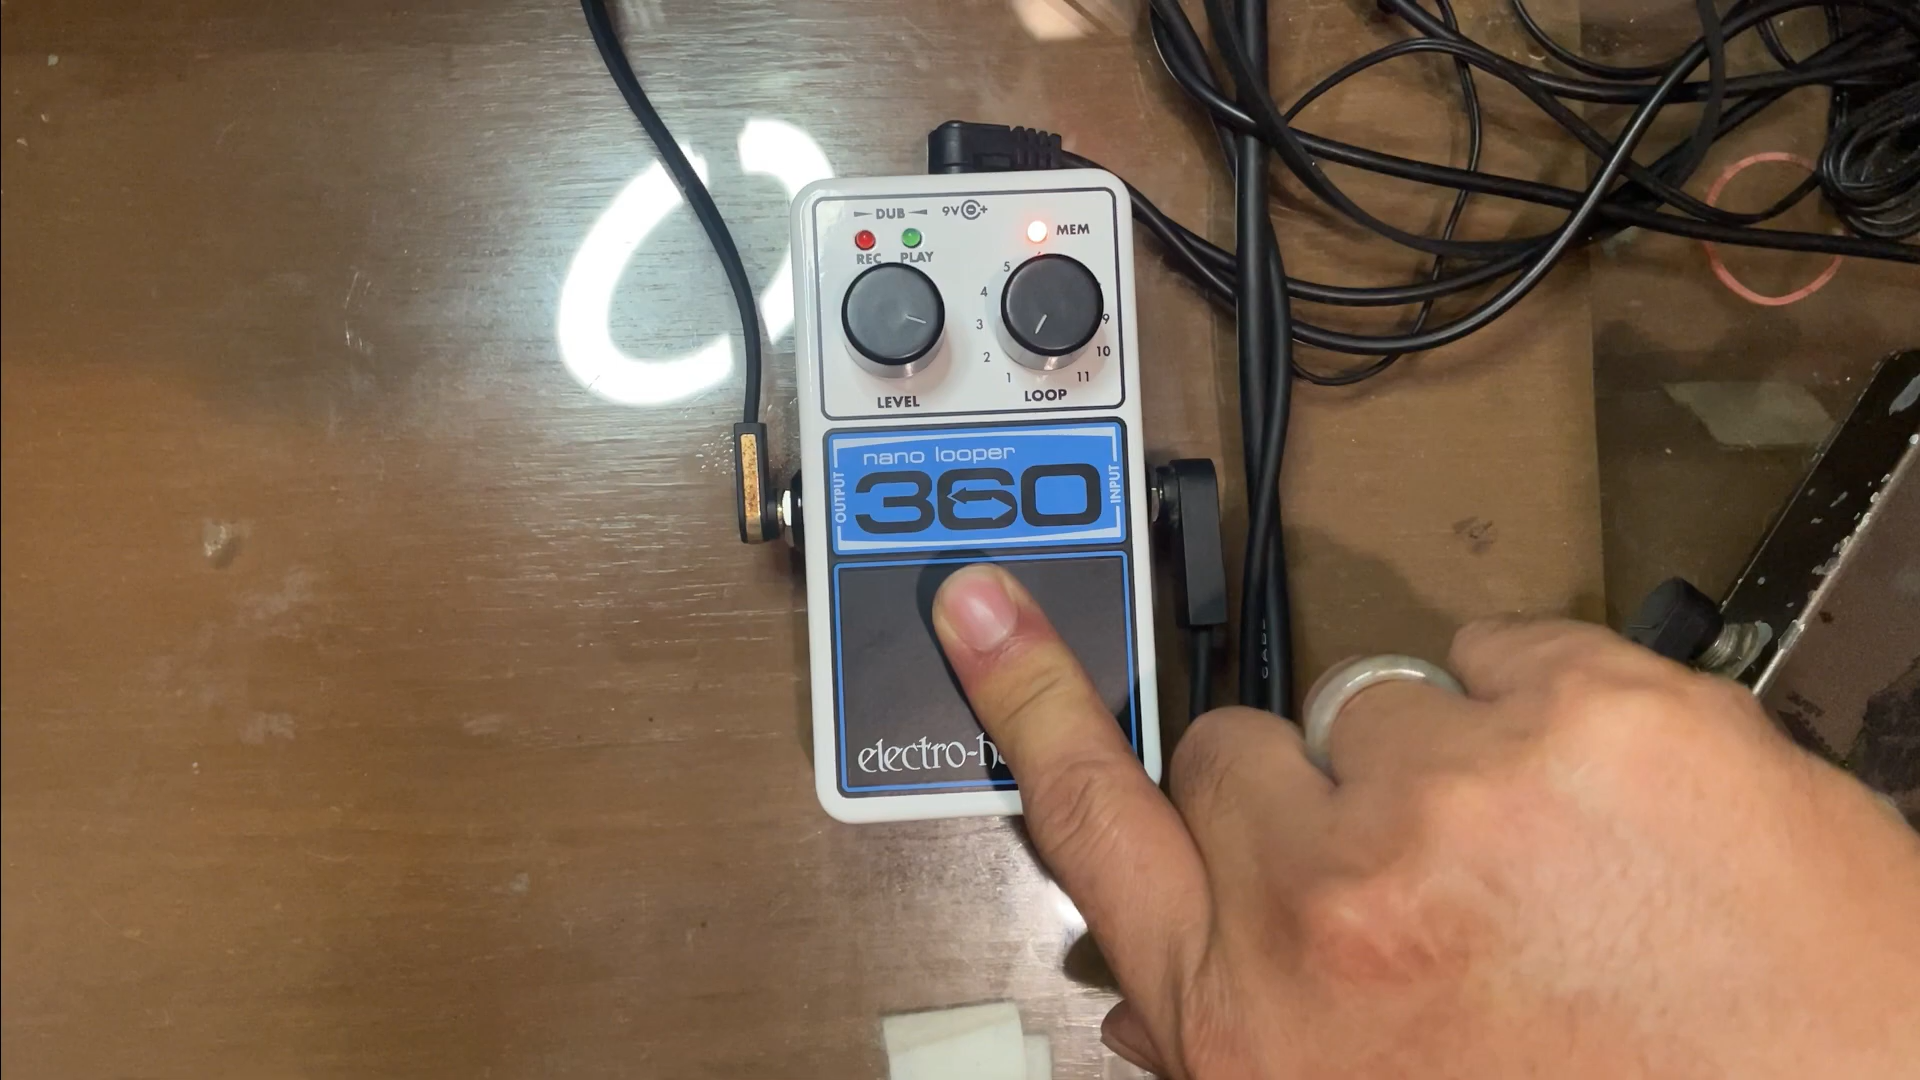 DUB 9V
MEM
REC PLAY
5
4
3
2
1
9
10
11
LEVEL LOOP
nano looper
360
OUTPUT
INPUT
electro-h